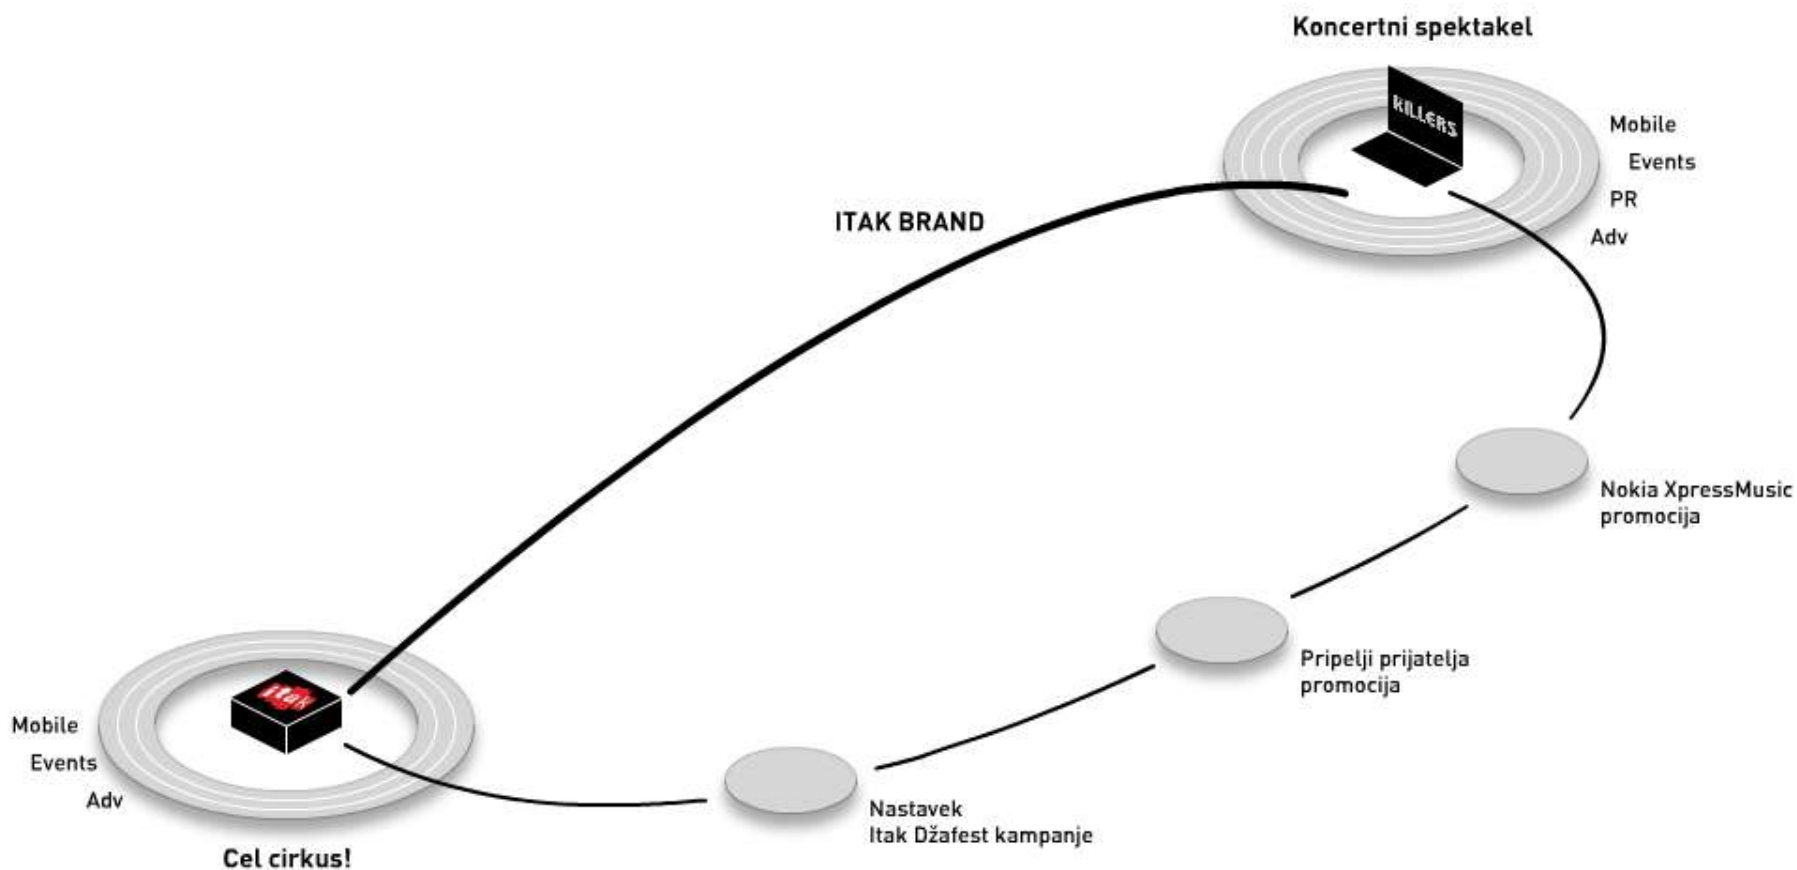 Koncertni spektakel
KILLERS
Mobile
Events
PR
Adv
ITAK BRAND
Nokia XpressMusic
promocija
Pripelji prijatelja
promocija
itak
Mobile
Events
Adv
Nastavek
Itak Džafest kampanje
Cel cirkus!